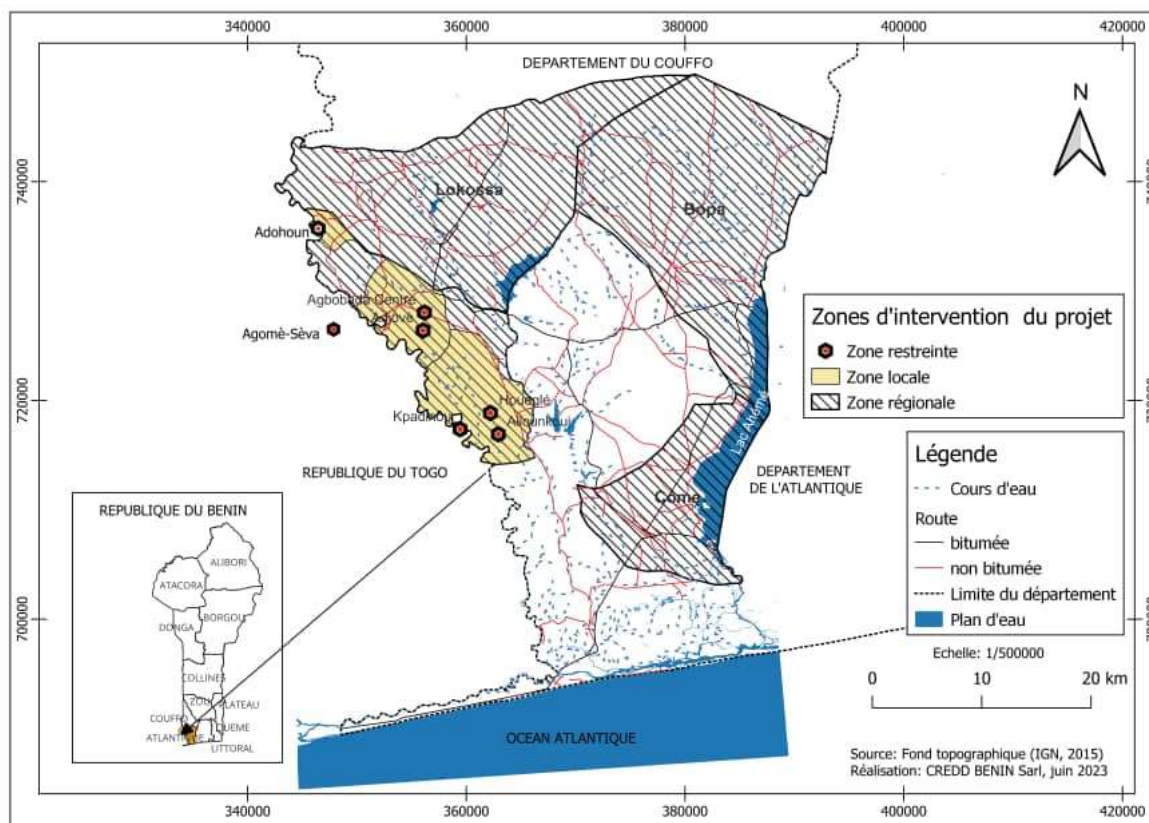 340000
360000
380000
400000
420000
DEPARTEMENT DU COUFFO
N
740000
Lokossa
Bopa
Adohoun
Agbobada Centre
Agomè-Sèva
Zones d'intervention du projet
Zone restreinte
Zone locale
Zone régionale
720000
Houeglé
Lac Ahémé
REPUBLIQUE DU TOGO
DEPARTEMENT
DE L'ATLANTIQUE
Légende
Cours d'eau
Route
bitumée
non bitumée
Limite du département
Plan d'eau
Côme
REPUBLIQUE DU BENIN
ALIBORI
ATACORA
BORGOU
DONGA
COLLINES
ZOU
PLATEAU
COUFFO
OUEME
LITTORAL
700000
Echelle: 1/500000
0 10 20 km
OCEAN ATLANTIQUE
Source: Fond topographique (IGN, 2015)
Réalisation: CREDD BENIN Sarl, juin 2023
340000
360000
380000
400000
420000